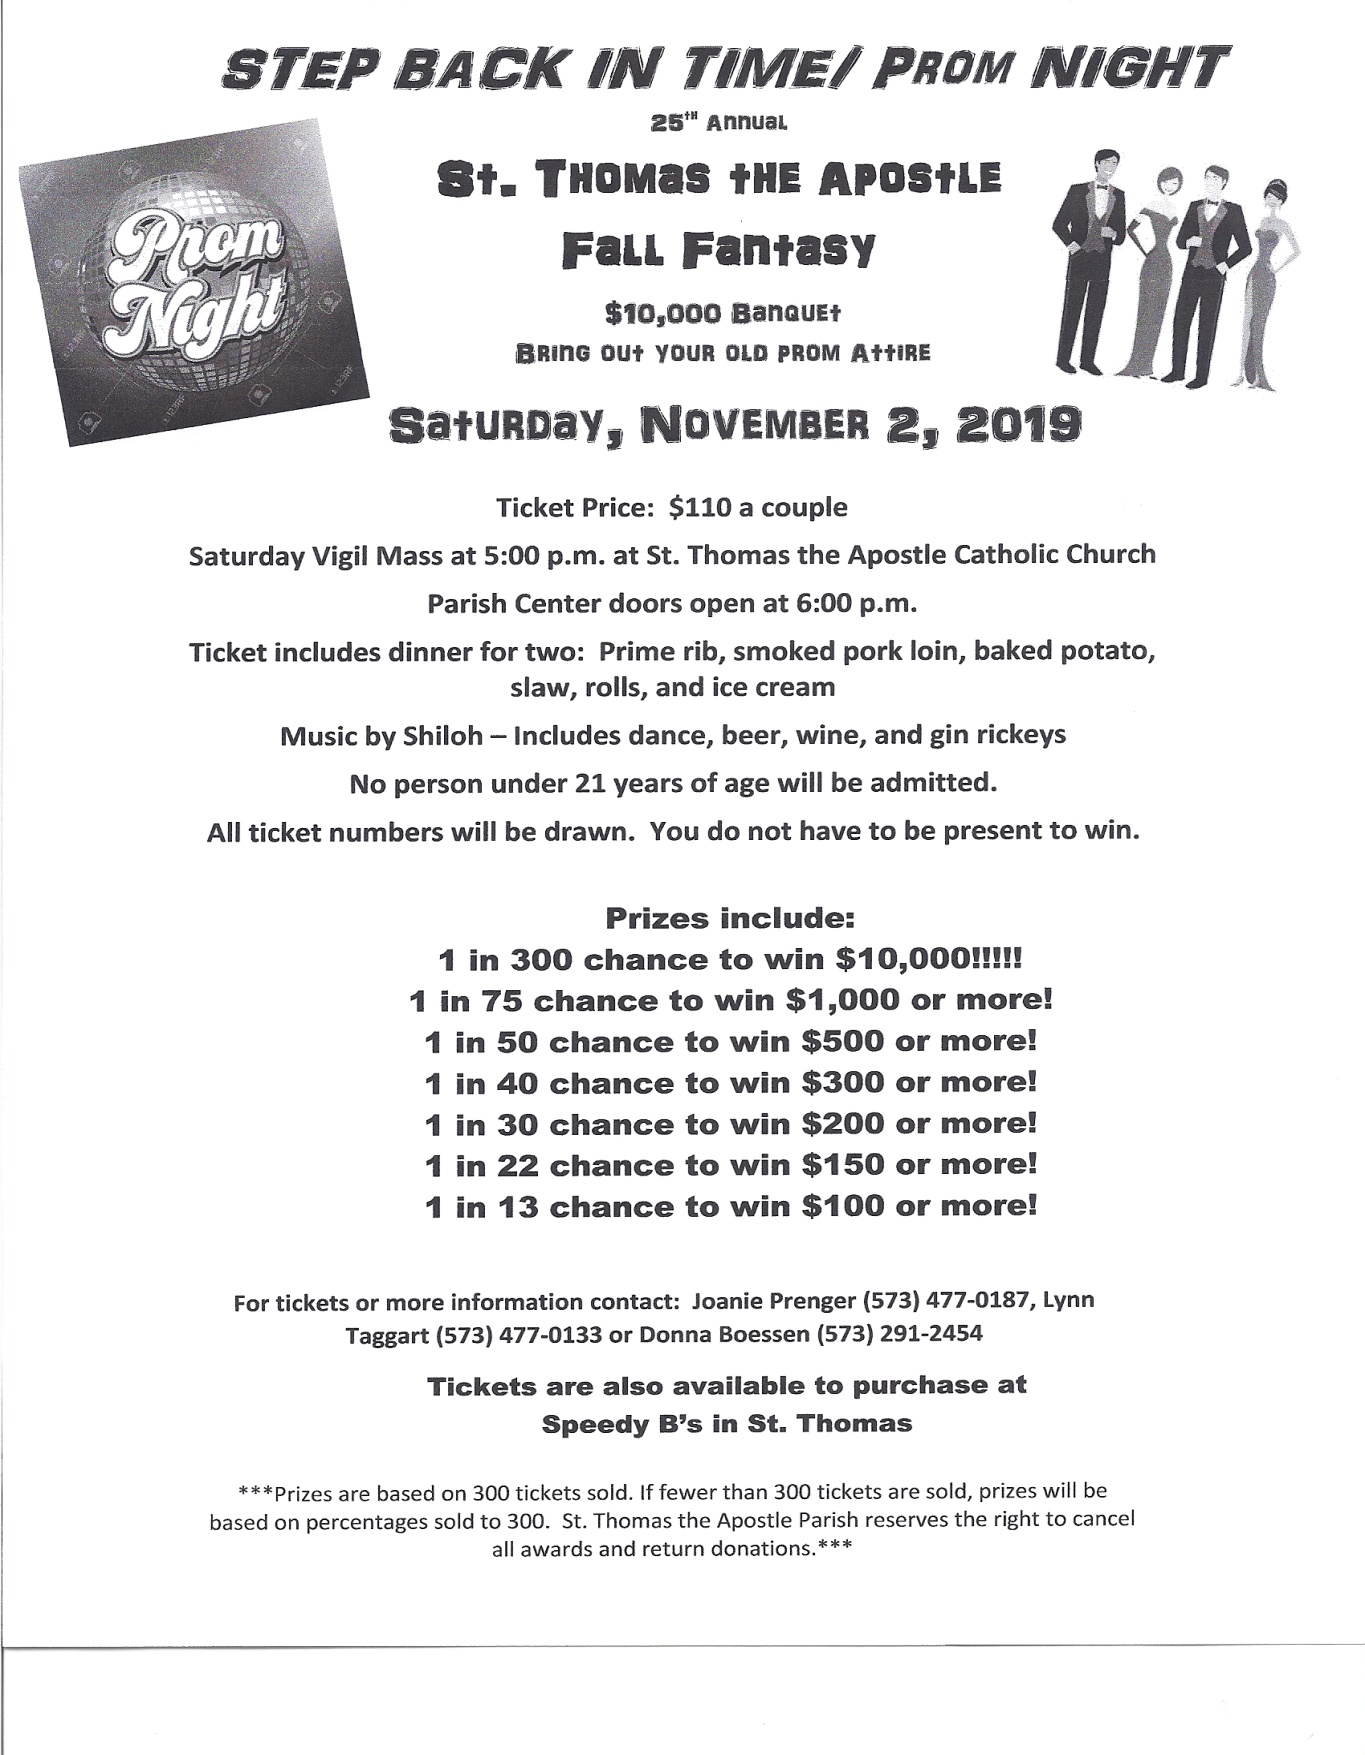 STEP BACK IN TIME/ PROM NIGHT
25TH ANNUAL
St. THOMAS tHE APOStLE
FALL FANtASY
$10,000 BANQUEt
BRING OUt YOUR OLD PROM AttIRE
SAtURDAY, NOVEMBER 2, 2019
Prom
Night
Ticket Price: $110 a couple
Saturday Vigil Mass at 5:00 p.m. at St. Thomas the Apostle Catholic Church
Parish Center doors open at 6:00 p.m.
Ticket includes dinner for two: Prime rib, smoked pork loin, baked potato,
slaw, rolls, and ice cream
Music by Shiloh – Includes dance, beer, wine, and gin rickeys
No person under 21 years of age will be admitted.
All ticket numbers will be drawn. You do not have to be present to win.
Prizes include:
1 in 300 chance to win $10,000!!!!!
1 in 75 chance to win $1,000 or more!
1 in 50 chance to win $500 or more!
1 in 40 chance to win $300 or more!
1 in 30 chance to win $200 or more!
1 in 22 chance to win $150 or more!
1 in 13 chance to win $100 or more!
For tickets or more information contact: Joanie Prenger (573) 477-0187, Lynn
Taggart (573) 477-0133 or Donna Boessen (573) 291-2454
Tickets are also available to purchase at
Speedy B's in St. Thomas
***Prizes are based on 300 tickets sold. If fewer than 300 tickets are sold, prizes will be
based on percentages sold to 300. St. Thomas the Apostle Parish reserves the right to cancel
all awards and return donations.***